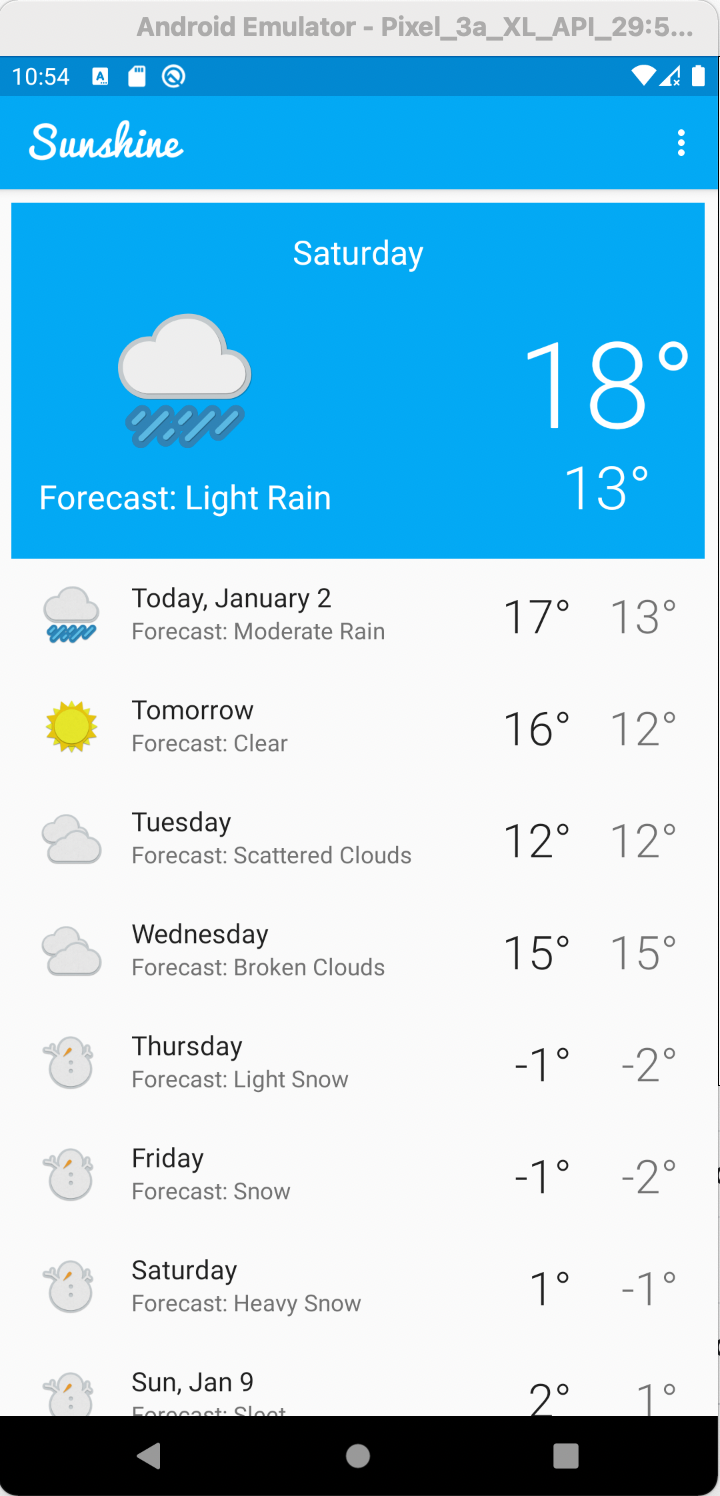 Android Emulator - Pixel_3a_XL_API_29:5...
10:54
Sunshine
Saturday
18°
13°
Forecast: Light Rain
Today, January 2
Forecast: Moderate Rain
17° 13°
Tomorrow
Forecast: Clear
16° 12°
Tuesday
Forecast: Scattered Clouds
12° 12°
Wednesday
Forecast: Broken Clouds
15° 15°
Thursday
Forecast: Light Snow
-1° -2°
Friday
Forecast: Snow
-1° -2°
Saturday
Forecast: Heavy Snow
1° -1°
Sun, Jan 9
Forecast: Sleet
2° 1°